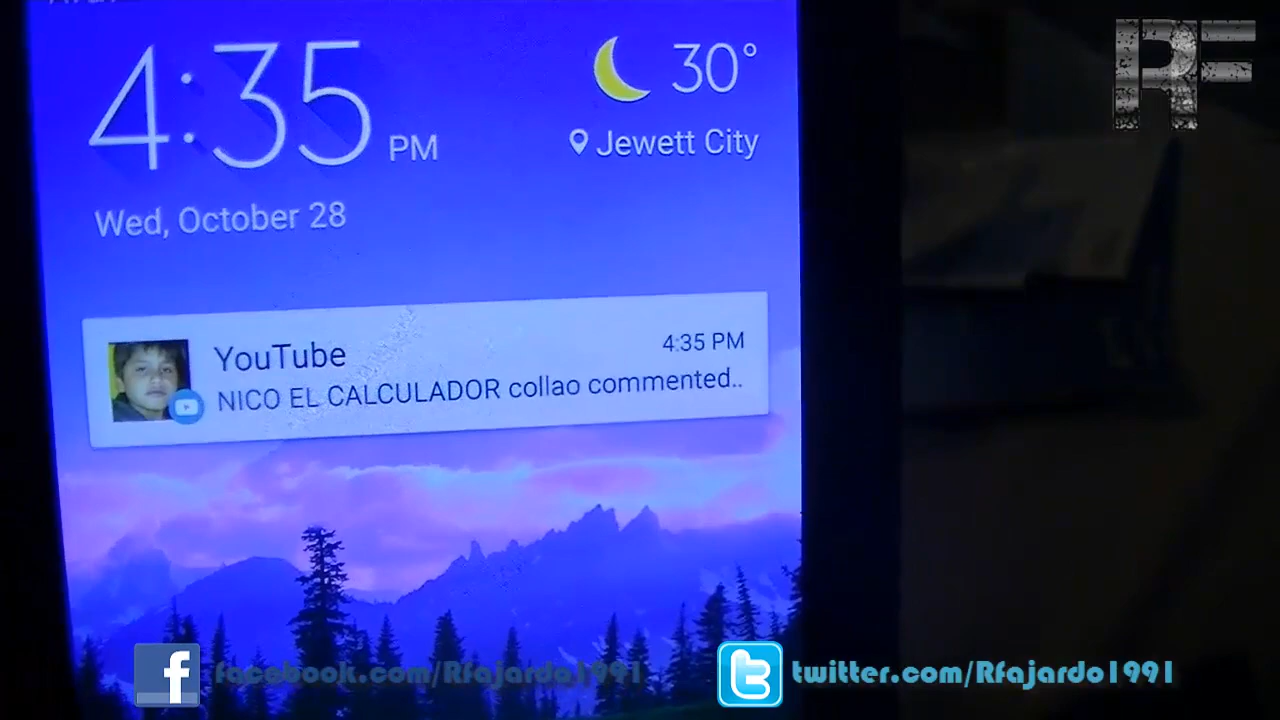 4:35 PM
30°
Jewett City
Wed, October 28
YouTube
4:35 PM
NICO EL CALCULADOR collao commented..
RF
facebook.com/Rfajardo1991
twitter.com/Rfajardo1991